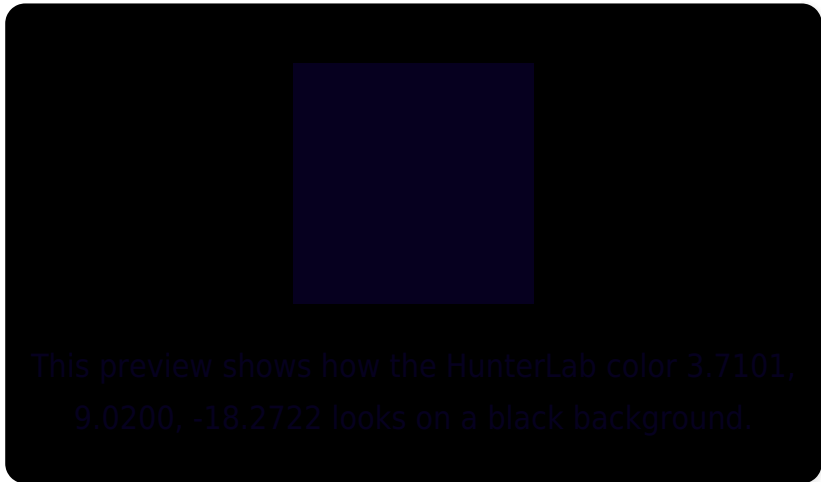 This preview shows how the HunterLab color 3.7101,
9.0200, -18.2722 looks on a black background.